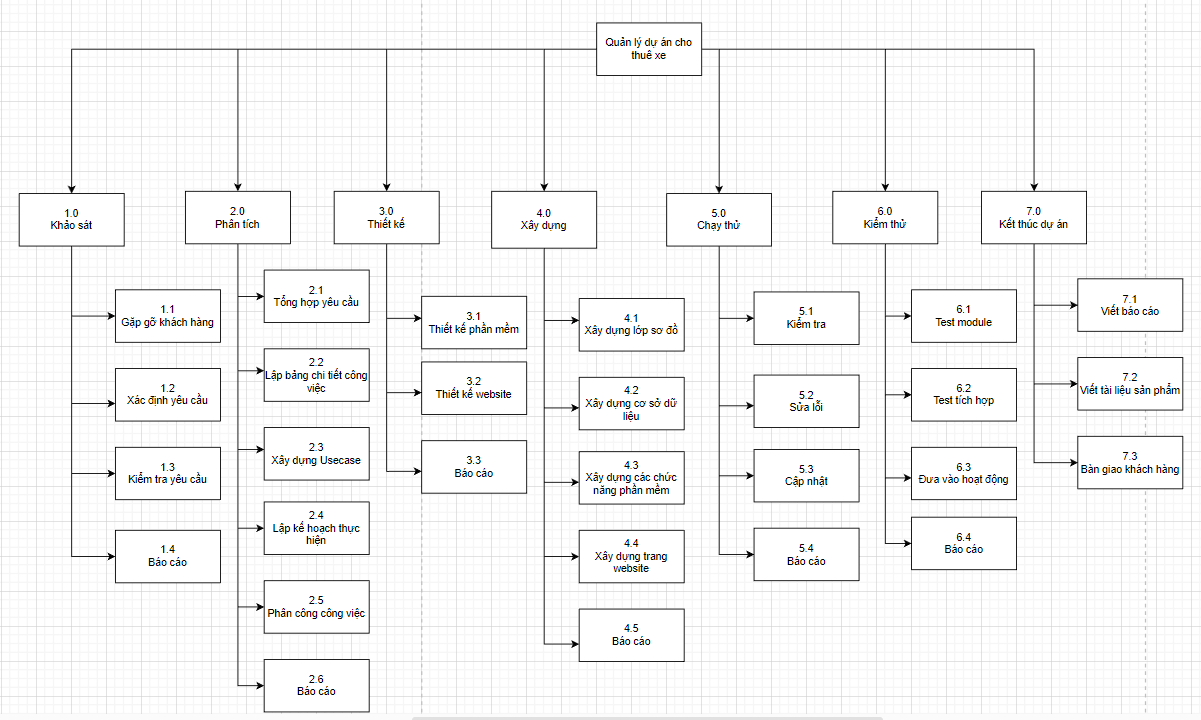 Quản lý dự án cho
thuê xe
1.0
Khảo sát
2.0
Phân tích
3.0
Thiết kế
4.0
Xây dựng
5.0
Chạy thử
6.0
Kiểm thử
7.0
Kết thúc dự án
1.1
Gặp gỡ khách hàng
1.2
Xác định yêu cầu
1.3
Kiểm tra yêu cầu
1.4
Báo cáo
2.1
Tổng hợp yêu cầu
2.2
Lập bảng chi tiết công
việc
2.3
Xây dựng Usecase
2.4
Lập kế hoạch thực
hiện
2.5
Phân công công việc
2.6
Báo cáo
3.1
Thiết kế phần mềm
3.2
Thiết kế website
3.3
Báo cáo
4.1
Xây dựng lớp sơ đồ
4.2
Xây dựng cơ sở dữ
liệu
4.3
Xây dựng các chức
năng phần mềm
4.4
Xây dựng trang
website
4.5
Báo cáo
5.1
Kiểm tra
5.2
Sửa lỗi
5.3
Cập nhật
5.4
Báo cáo
6.1
Test module
6.2
Test tích hợp
6.3
Đưa vào hoạt động
6.4
Báo cáo
7.1
Viết báo cáo
7.2
Viết tài liệu sản phẩm
7.3
Bàn giao khách hàng